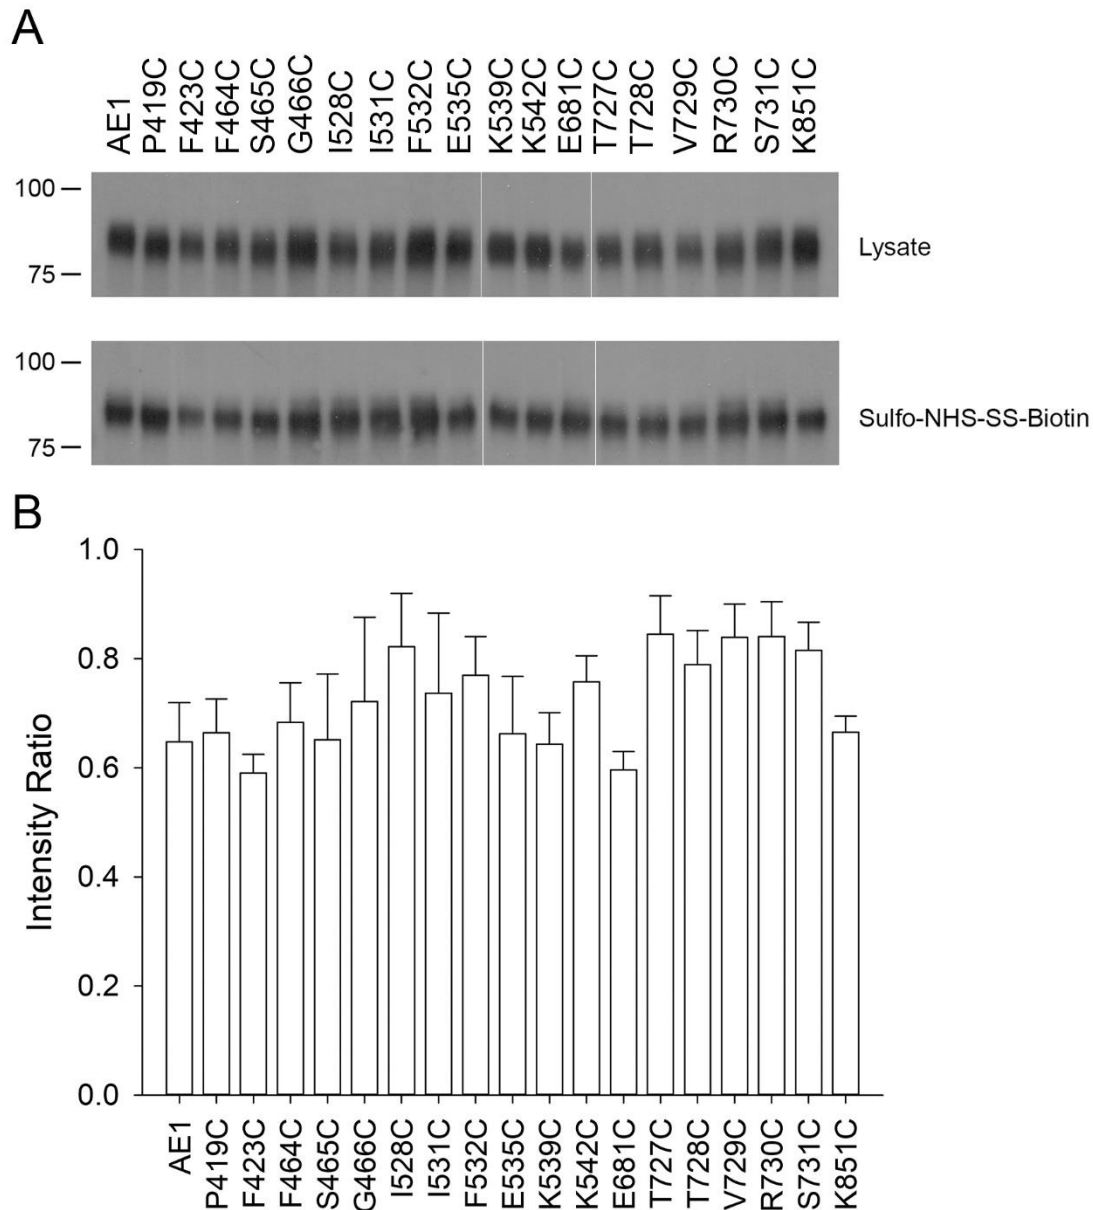 A
AE1 P419C F423C F464C S465C G466C I528C I531C F532C E535C K539C K542C E681C T727C T728C V729C R730C S731C K851C
100
75
Lysate
100
75
Sulfo-NHS-SS-Biotin
B
1.0
0.8
0.6
0.4
0.2
0.0
Intensity Ratio
AE1 P419C F423C F464C S465C G466C I528C I531C F532C E535C K539C K542C E681C T727C T728C V729C R730C S731C K851C